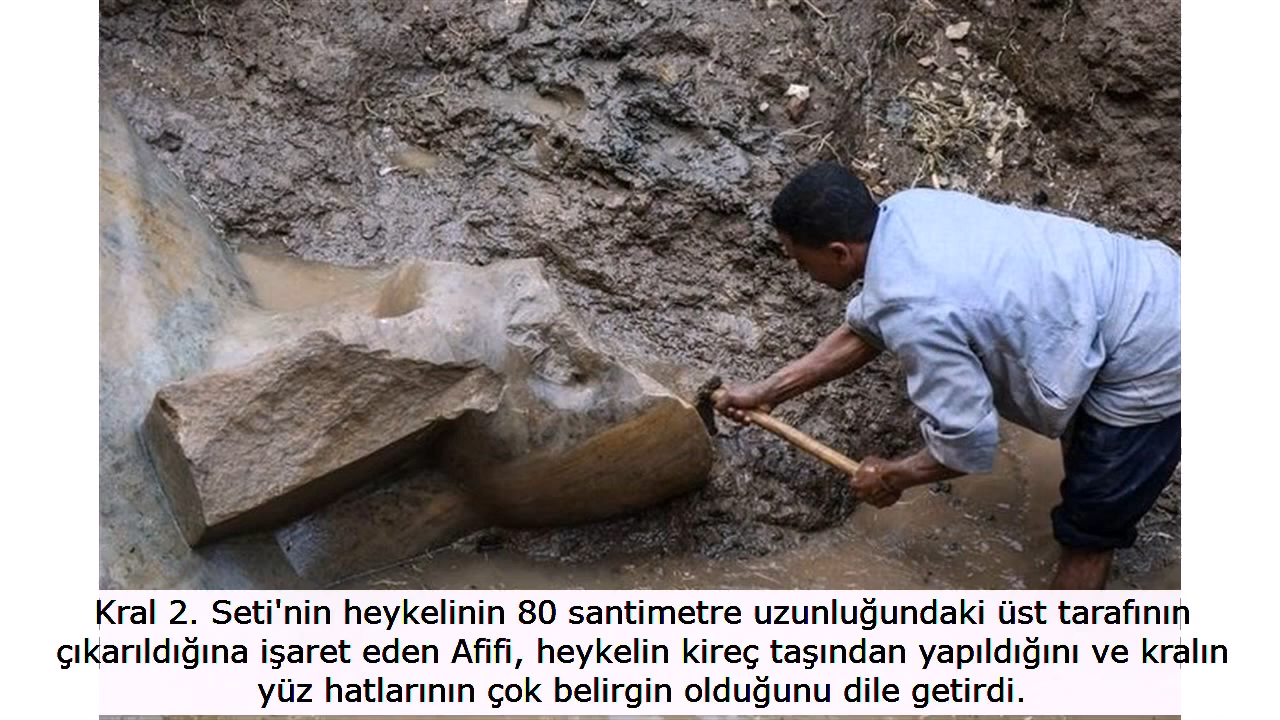 Kral 2. Seti'nin heykelinin 80 santimetre uzunluğundaki üst tarafının
çıkarıldığına işaret eden Afifi, heykelin kireç taşından yapıldığını ve kralın
yüz hatlarının çok belirgin olduğunu dile getirdi.